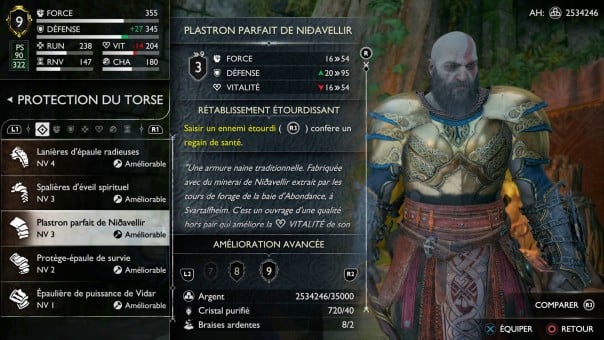 9
FORCE 355
DÉFENSE +27 345
PS 90 322
RUN 238
VIT -14 204
RNV 147
CHA 180
AH: 2534246
PROTECTION DU TORSE
L1
R1
Lanières d'épaule radieuses
NV 4 Améliorable
Spalières d'éveil spirituel
NV 3 Améliorable
Plastron parfait de Niðavellir
NV 3 Améliorable
Protège-épaule de survie
NV 2 Améliorable
Épaulière de puissance de Vidar
NV 1 Améliorable
PLASTRON PARFAIT DE NIÐAVELLIR
R
9
3
FORCE 16 » 54
DÉFENSE 20 » 95
VITALITÉ 16 » 54
RÉTABLISSEMENT ÉTOURDISSANT
Saisir un ennemi étourdi ( R3 ) confère un
regain de santé.
"Une armure naine traditionnelle. Fabriquée
avec du minerai de Niðavellir extrait par les
tours de forage de la baie d'Abondance, à
Svartalfheim. C'est un ouvrage d'une qualité
hors pair qui améliore la VITALITÉ de son
AMÉLIORATION AVANCÉE
L2
7 8 9
R2
Argent 2534246/35000
Cristal purifié 720/40
Braises ardentes 8/2
COMPARER R3
ÉQUIPER
RETOUR